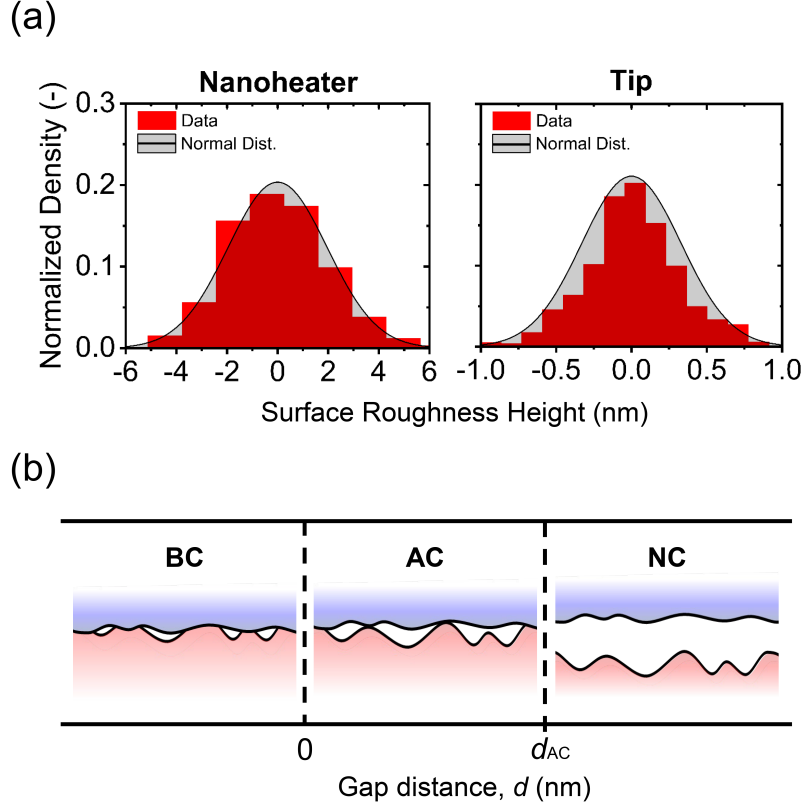 (a)
Nanoheater
Tip
Normalized Density (-)
0.3
0.2
0.1
0.0
Data
Normal Dist.
Data
Normal Dist.
-6 -4 -2 0 2 4 6
-1.0 -0.5 0.0 0.5 1.0
Surface Roughness Height (nm)
(b)
BC AC NC
0 dAC
Gap distance, d (nm)